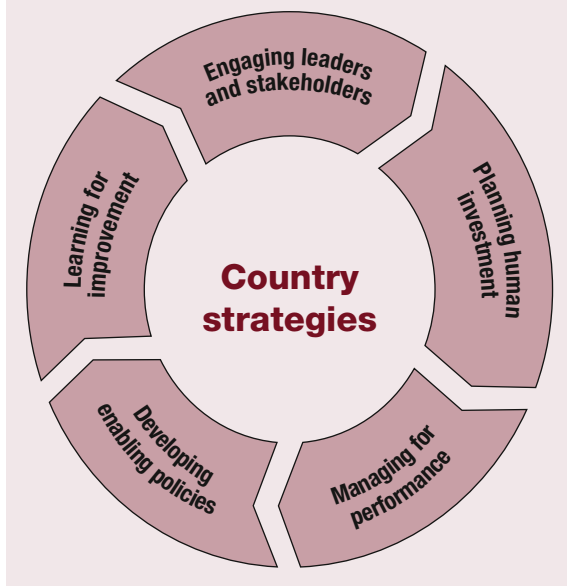 Engaging leaders
and stakeholders
Planning human
investment
Managing for
performance
Developing
enabling policies
Learning for
improvement
Country
strategies